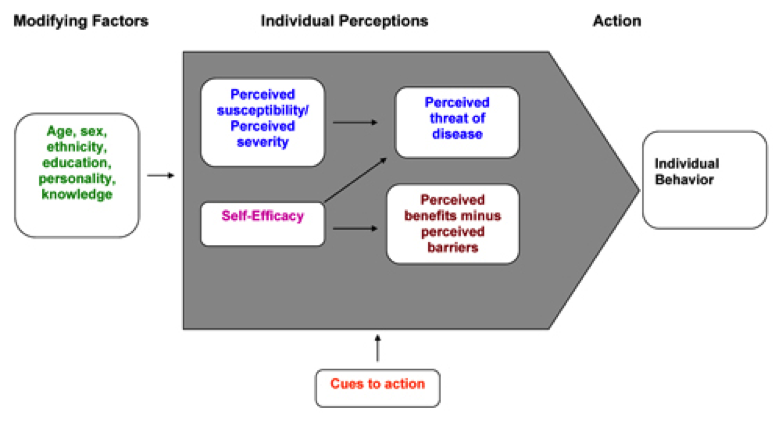 Modifying Factors
Individual Perceptions
Action
Age, sex,
ethnicity,
education,
personality,
knowledge
Perceived
susceptibility/
Perceived
severity
Perceived
threat of
disease
Self-Efficacy
Perceived
benefits minus
perceived
barriers
Individual
Behavior
Cues to action